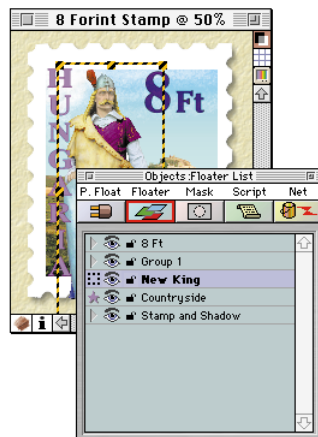 8 Forint Stamp @ 50%
HUNGARIA
8 Ft
Objects:Floater List
P. Float Floater Mask Script Net
8 Ft
Group 1
New King
Countryside
Stamp and Shadow
i